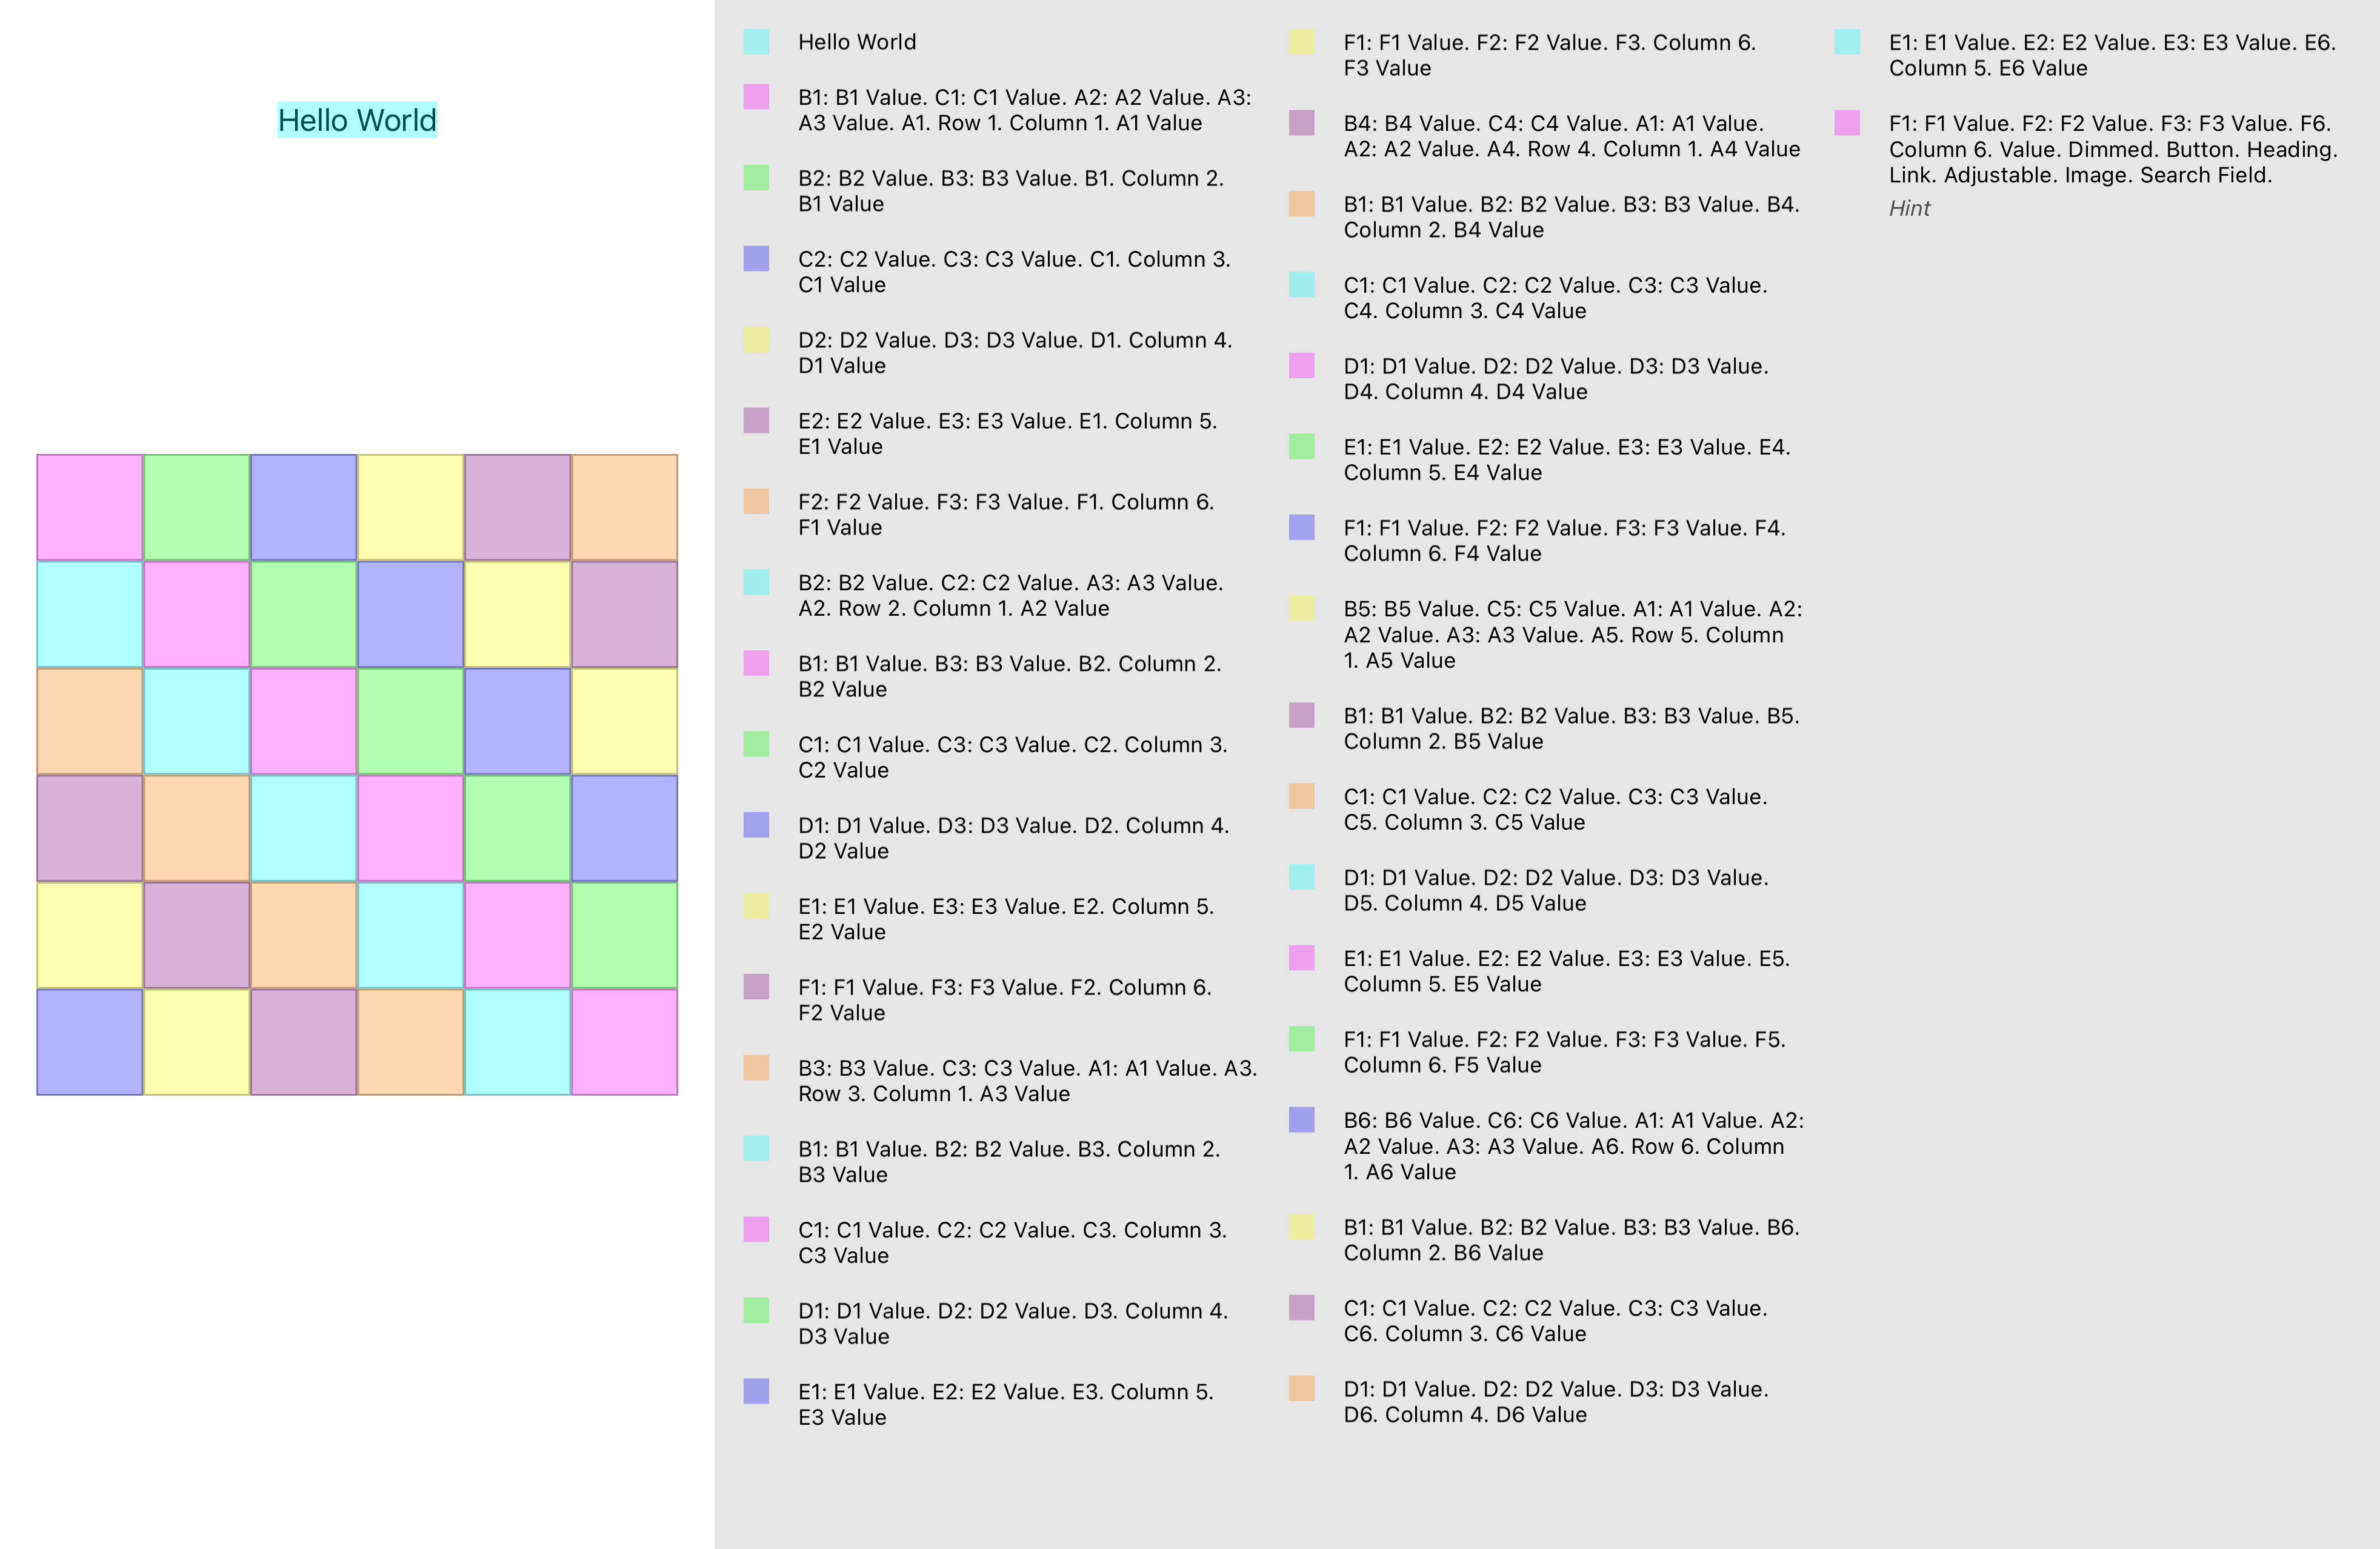 Hello World
Hello World
B1: B1 Value. C1: C1 Value. A2: A2 Value. A3:
A3 Value. A1. Row 1. Column 1. A1 Value
B2: B2 Value. B3: B3 Value. B1. Column 2.
B1 Value
C2: C2 Value. C3: C3 Value. C1. Column 3.
C1 Value
D2: D2 Value. D3: D3 Value. D1. Column 4.
D1 Value
E2: E2 Value. E3: E3 Value. E1. Column 5.
E1 Value
F2: F2 Value. F3: F3 Value. F1. Column 6.
F1 Value
B2: B2 Value. C2: C2 Value. A3: A3 Value.
A2. Row 2. Column 1. A2 Value
B1: B1 Value. B3: B3 Value. B2. Column 2.
B2 Value
C1: C1 Value. C3: C3 Value. C2. Column 3.
C2 Value
D1: D1 Value. D3: D3 Value. D2. Column 4.
D2 Value
E1: E1 Value. E3: E3 Value. E2. Column 5.
E2 Value
F1: F1 Value. F3: F3 Value. F2. Column 6.
F2 Value
B3: B3 Value. C3: C3 Value. A1: A1 Value. A3.
Row 3. Column 1. A3 Value
B1: B1 Value. B2: B2 Value. B3. Column 2.
B3 Value
C1: C1 Value. C2: C2 Value. C3. Column 3.
C3 Value
D1: D1 Value. D2: D2 Value. D3. Column 4.
D3 Value
E1: E1 Value. E2: E2 Value. E3. Column 5.
E3 Value
F1: F1 Value. F2: F2 Value. F3. Column 6.
F3 Value
B4: B4 Value. C4: C4 Value. A1: A1 Value.
A2: A2 Value. A4. Row 4. Column 1. A4 Value
B1: B1 Value. B2: B2 Value. B3: B3 Value. B4.
Column 2. B4 Value
C1: C1 Value. C2: C2 Value. C3: C3 Value.
C4. Column 3. C4 Value
D1: D1 Value. D2: D2 Value. D3: D3 Value.
D4. Column 4. D4 Value
E1: E1 Value. E2: E2 Value. E3: E3 Value. E4.
Column 5. E4 Value
F1: F1 Value. F2: F2 Value. F3: F3 Value. F4.
Column 6. F4 Value
B5: B5 Value. C5: C5 Value. A1: A1 Value. A2:
A2 Value. A3: A3 Value. A5. Row 5. Column
1. A5 Value
B1: B1 Value. B2: B2 Value. B3: B3 Value. B5.
Column 2. B5 Value
C1: C1 Value. C2: C2 Value. C3: C3 Value.
C5. Column 3. C5 Value
D1: D1 Value. D2: D2 Value. D3: D3 Value.
D5. Column 4. D5 Value
E1: E1 Value. E2: E2 Value. E3: E3 Value. E5.
Column 5. E5 Value
F1: F1 Value. F2: F2 Value. F3: F3 Value. F5.
Column 6. F5 Value
B6: B6 Value. C6: C6 Value. A1: A1 Value. A2:
A2 Value. A3: A3 Value. A6. Row 6. Column
1. A6 Value
B1: B1 Value. B2: B2 Value. B3: B3 Value. B6.
Column 2. B6 Value
C1: C1 Value. C2: C2 Value. C3: C3 Value.
C6. Column 3. C6 Value
D1: D1 Value. D2: D2 Value. D3: D3 Value.
D6. Column 4. D6 Value
E1: E1 Value. E2: E2 Value. E3: E3 Value. E6.
Column 5. E6 Value
F1: F1 Value. F2: F2 Value. F3: F3 Value. F6.
Column 6. Value. Dimmed. Button. Heading.
Link. Adjustable. Image. Search Field.
Hint